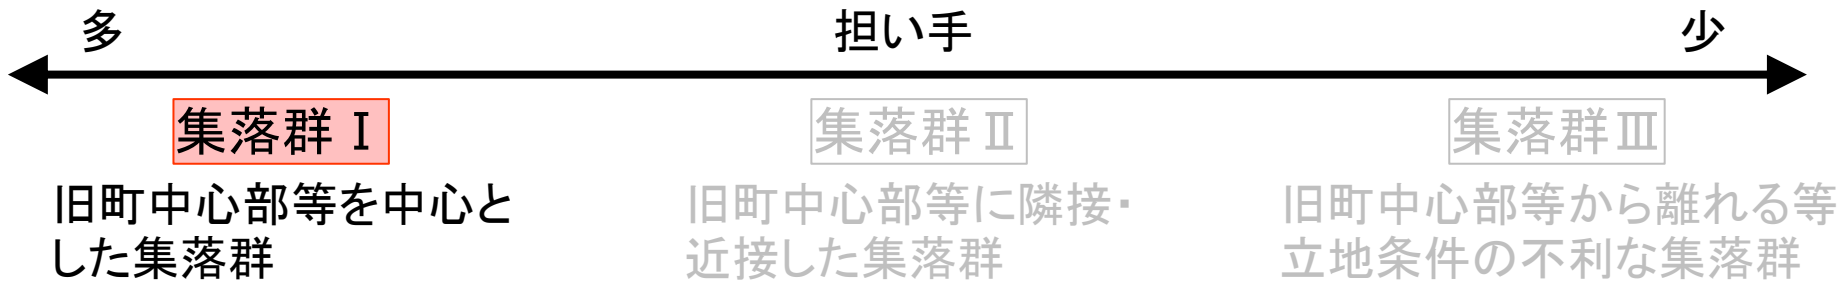 多 担い手 少
集落群Ⅰ 集落群Ⅱ 集落群Ⅲ
旧町中心部等を中心と
した集落群
旧町中心部等に隣接・
近接した集落群
旧町中心部等から離れる等
立地条件の不利な集落群